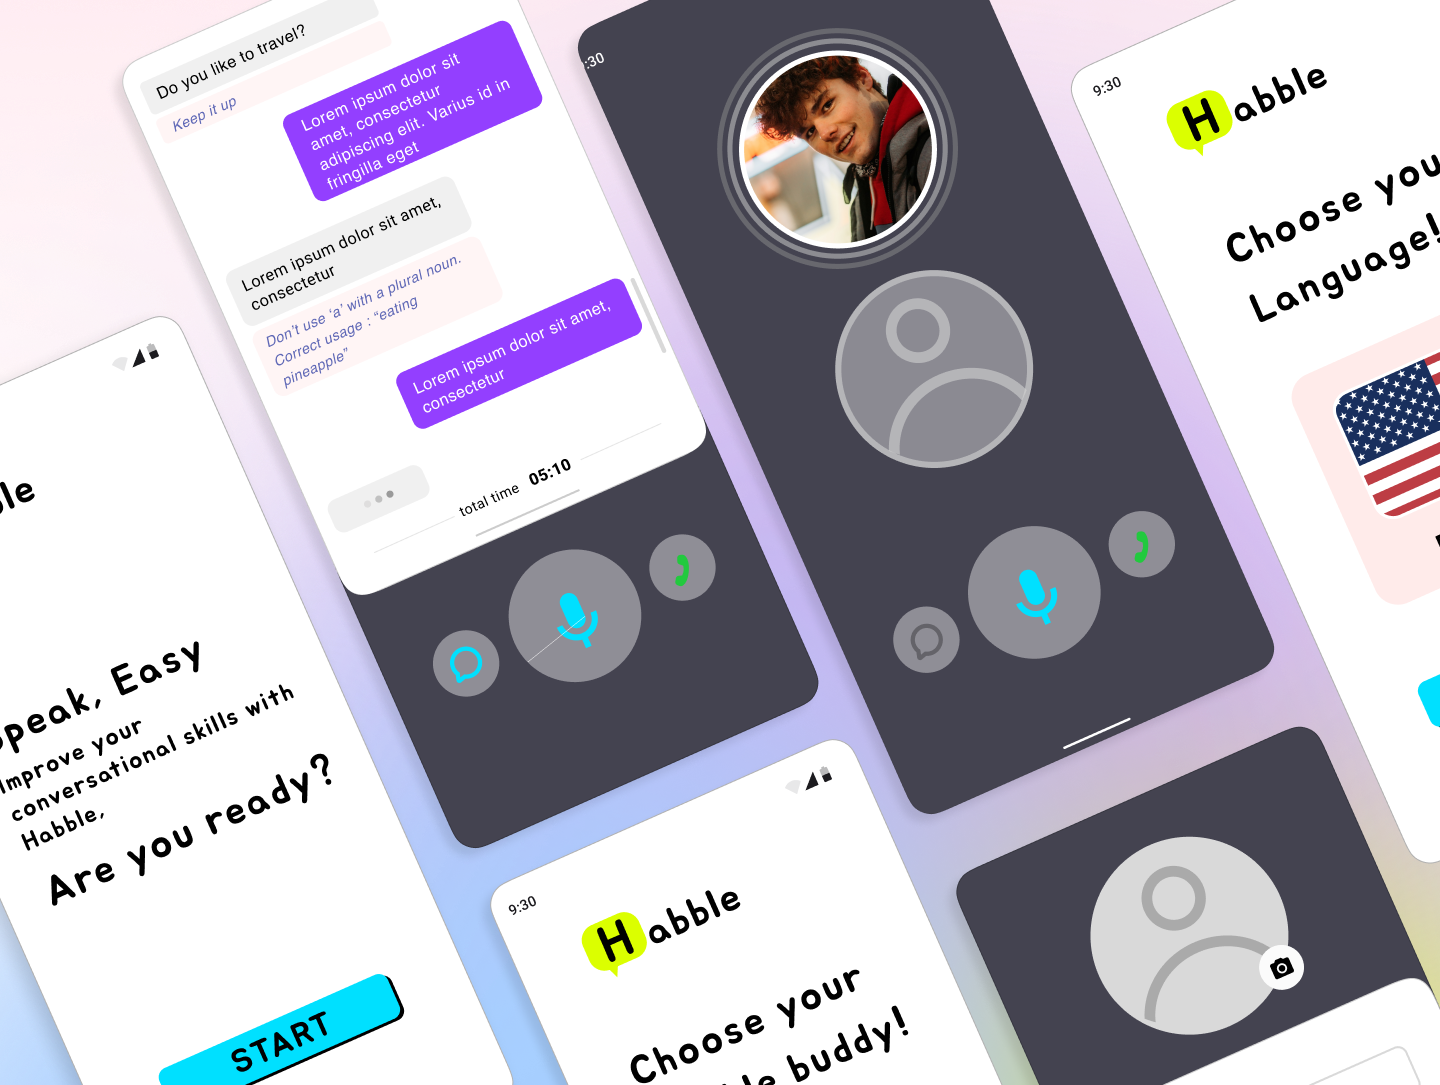 Do you like to travel?
Keep it up
Lorem ipsum dolor sit
amet, consectetur
adipiscing elit. Varius id in
fringilla eget
Lorem ipsum dolor sit amet,
consectetur
Don't use ‘a’ with a plural noun.
Correct usage : “eating
pineapple”
Lorem ipsum dolor sit amet,
consectetur
total time 05:10
:30
9:30
Habble
Choose you
Language!
le
peak, Easy
Improve your
conversational skills with
Habble,
Are you ready?
START
9:30
Habble
Choose your
le buddy!